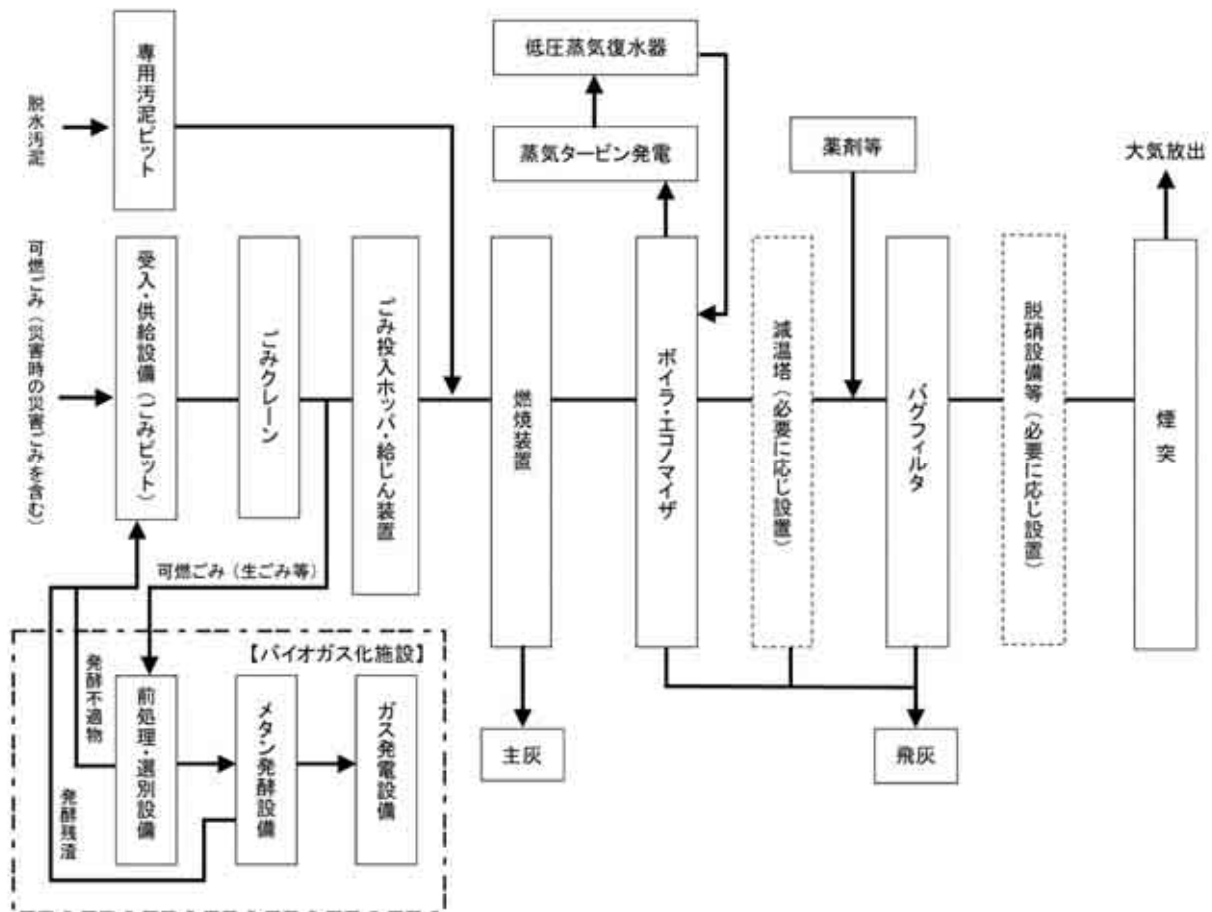 脱水汚泥
専用汚泥ピット
低圧蒸気復水器
蒸気タービン発電
薬剤等
大気放出
可燃ごみ（災害時の災害ごみを含む）
受入・供給設備（ごみピット）
ごみクレーン
ごみ投入ホッパ・給じん装置
燃焼装置
ボイラ・エコノマイザ
減温塔（必要に応じ設置）
バグフィルタ
脱硝設備等（必要に応じ設置）
煙突
可燃ごみ（生ごみ等）
【バイオガス化施設】
発酵不適物
発酵残渣
前処理・選別設備
メタン発酵設備
ガス発電設備
主灰
飛灰